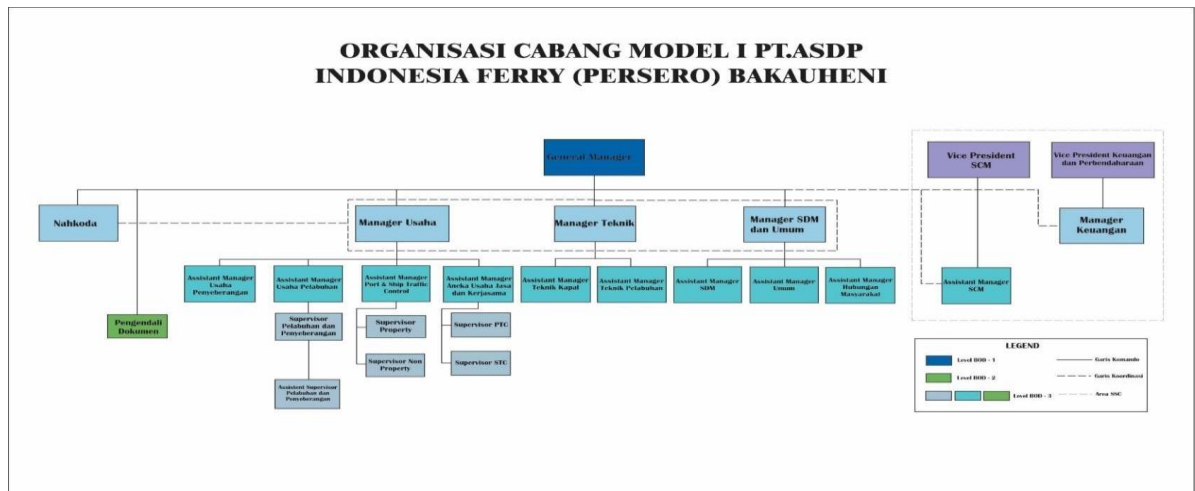 ORGANISASI CABANG MODEL I PT.ASDP
INDONESIA FERRY (PERSERO) BAKAUHENI
General Manager
Vice President
SCM
Vice President Keuangan
dan Perbendaharaan
Nahkoda
Manager Usaha
Manager Teknik
Manager SDM
dan Umum
Manager
Keuangan
Assistant Manager
Usaha
Penyeberangan
Assistant Manager
Usaha Pelabuhan
Assistant Manager
Port & Ship Traffic
Control
Assistant Manager
Aneka Usaha Jasa
dan Kerjasama
Assistant Manager
Teknik Kapal
Assistant Manager
Teknik Pelabuhan
Assistant Manager
SDM
Assistant Manager
Umum
Assistant Manager
Hubungan
Masyarakat
Assistant Manager
SCM
Pengendali
Dokumen
Supervisor
Pelabuhan dan
Penyeberangan
Supervisor
Property
Supervisor PTC
Supervisor Non
Property
Supervisor STC
Assistent Supervisor
Pelabuhan dan
Penyeberangan
LEGEND
Level BOD - 1
Garis Komando
Level BOD - 2
Garis Koordinasi
Level BOD - 3
Area SSC